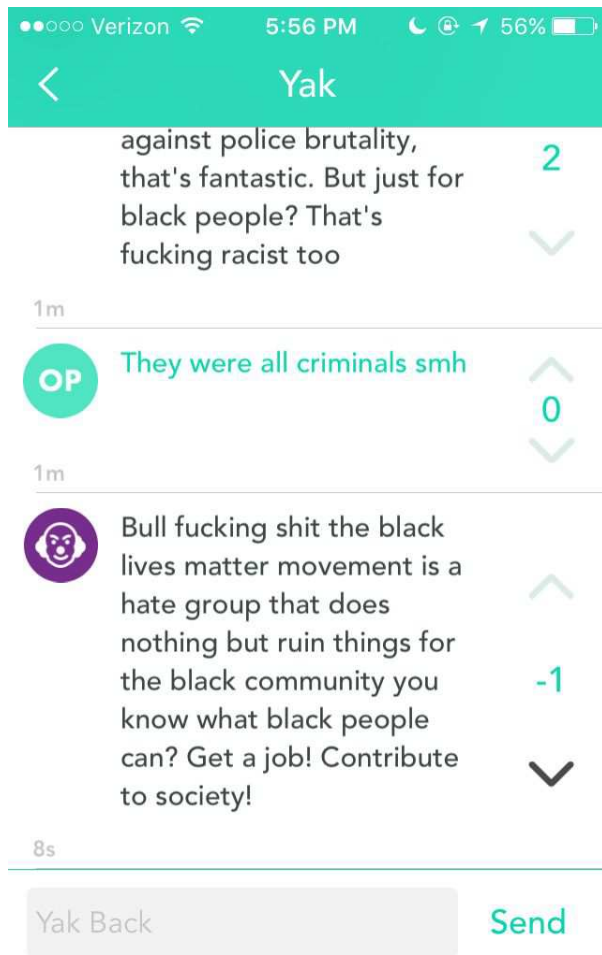 Verizon 5:56 PM 56%
Yak
against police brutality,
that's fantastic. But just for
black people? That's
fucking racist too
2
1m
OP
They were all criminals smh
0
1m
Bull fucking shit the black
lives matter movement is a
hate group that does
nothing but ruin things for
the black community you
know what black people
can? Get a job! Contribute
to society!
-1
8s
Yak Back
Send